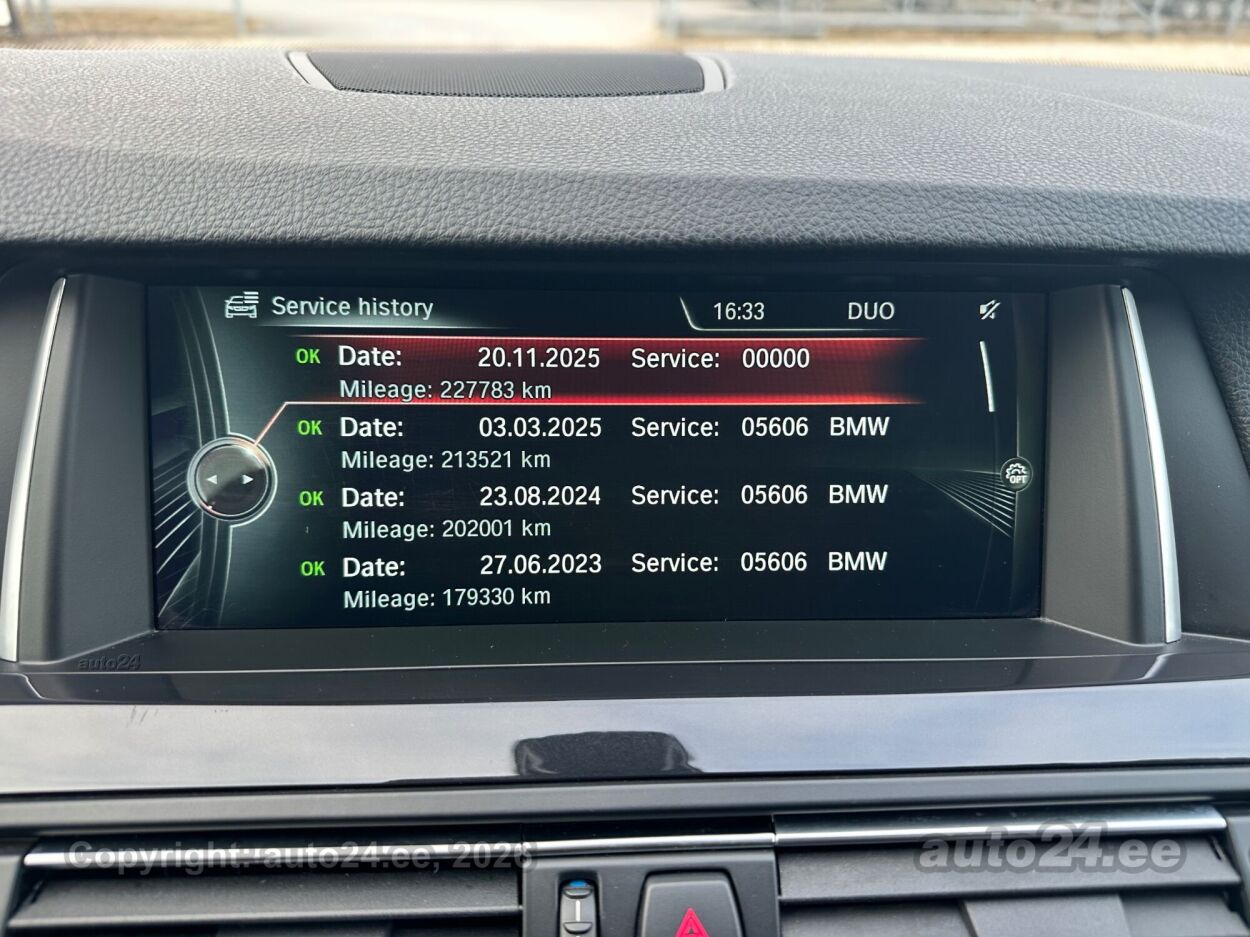 Service history 16:33 DUO
OK Date: 20.11.2025 Service: 00000
Mileage: 227783 km
OK Date: 03.03.2025 Service: 05606 BMW
Mileage: 213521 km
OK Date: 23.08.2024 Service: 05606 BMW
OPT
Mileage: 202001 km
OK Date: 27.06.2023 Service: 05606 BMW
Mileage: 179330 km
auto24
Copyright: auto24.ee, 2026
auto24.ee